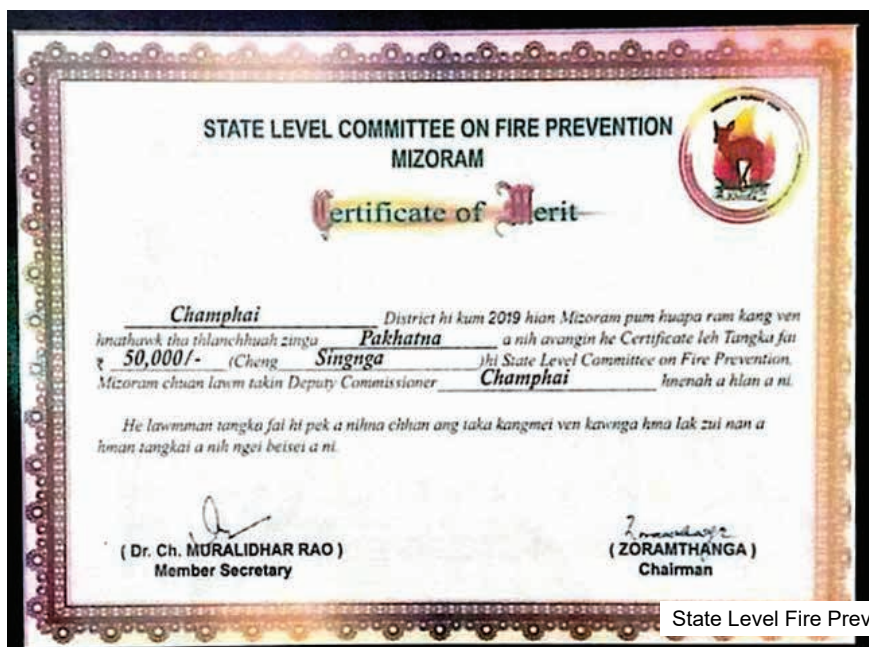 STATE LEVEL COMMITTEE ON FIRE PREVENTION
MIZORAM
Certificate of Merit
Champhai District hi kum 2019 hian Mizoram pum huapa ram kang ven
hnathawk tha thlanchhuah zinga Pakhatna a nih avangin he Certificate leh Tangka fai
₹ 50,000/- (Cheng Singnga )hi State Level Committee on Fire Prevention,
Mizoram chuan lawm takin Deputy Commissioner Champhai hnenah a hlan a ni.
He lawmman tangka fai hi pek a nihna chhan ang taka kangmei ven kawnga hma lak zui nan a
hman tangkai a nih ngei beisei a ni.
( Dr. Ch. MURALIDHAR RAO )
Member Secretary
( ZORAMTHANGA )
Chairman
State Level Fire Prev